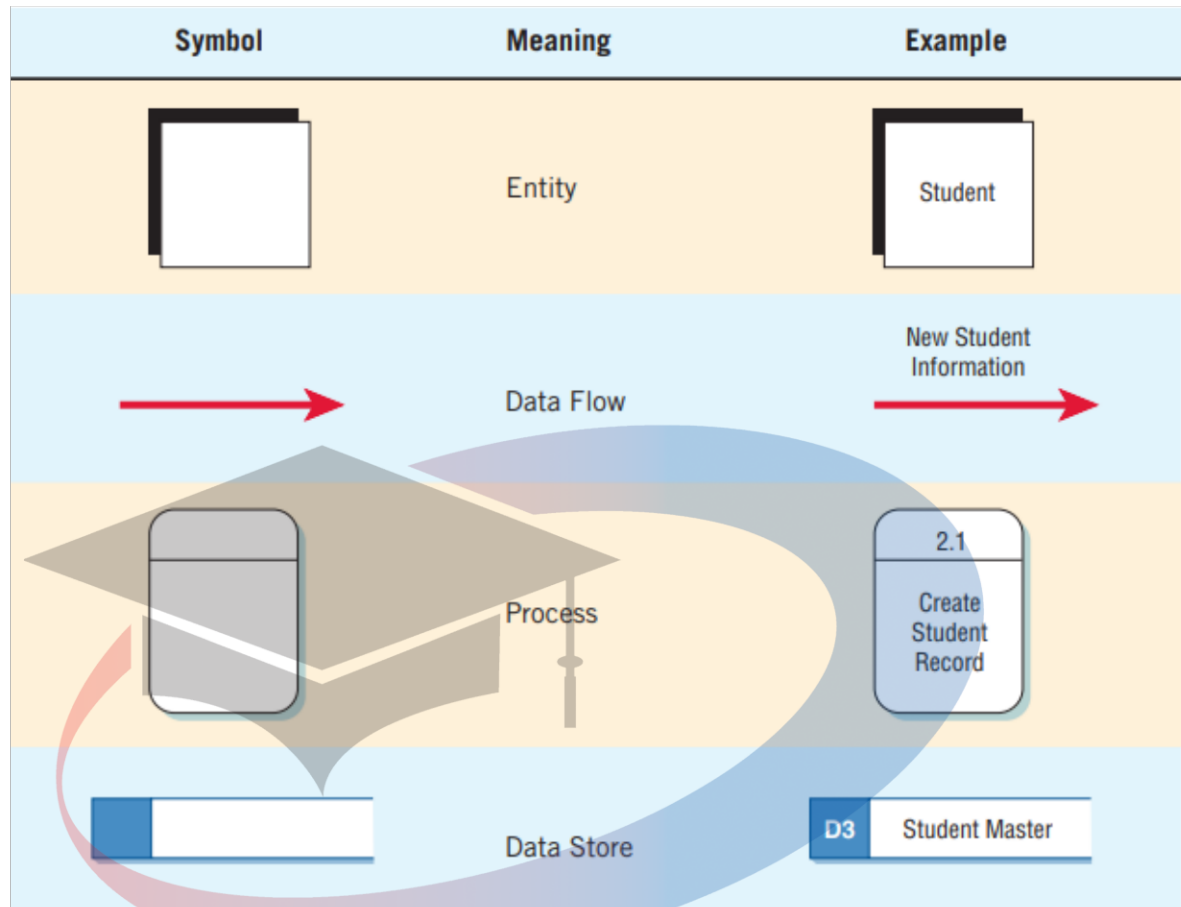 Symbol Meaning Example
Entity
Student
New Student
Information
Data Flow
2.1
Process
Create
Student
Record
D3 Student Master
Data Store